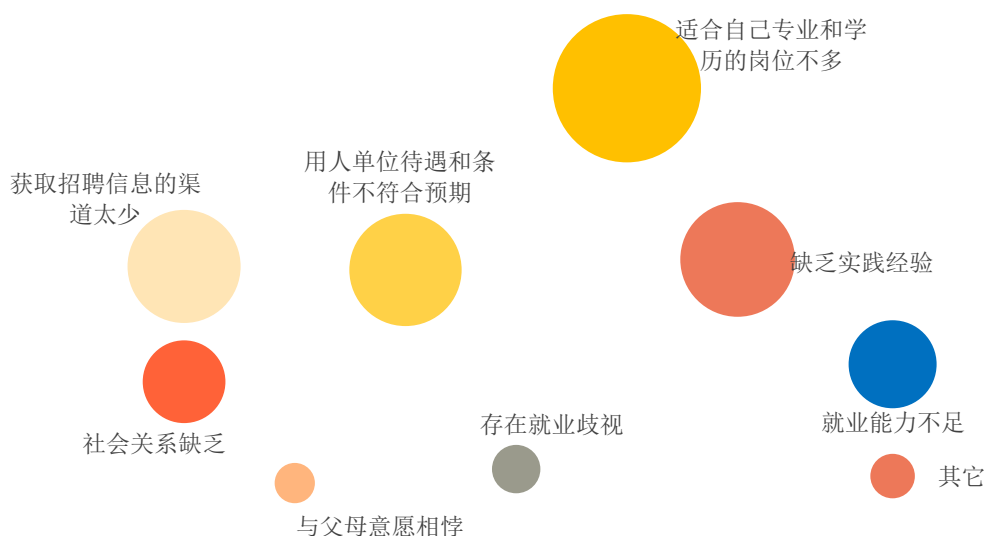 适合自己专业和学
历的岗位不多
用人单位待遇和条
件不符合预期
获取招聘信息的渠
道太少
缺乏实践经验
就业能力不足
存在就业歧视
社会关系缺乏
其它
与父母意愿相悖